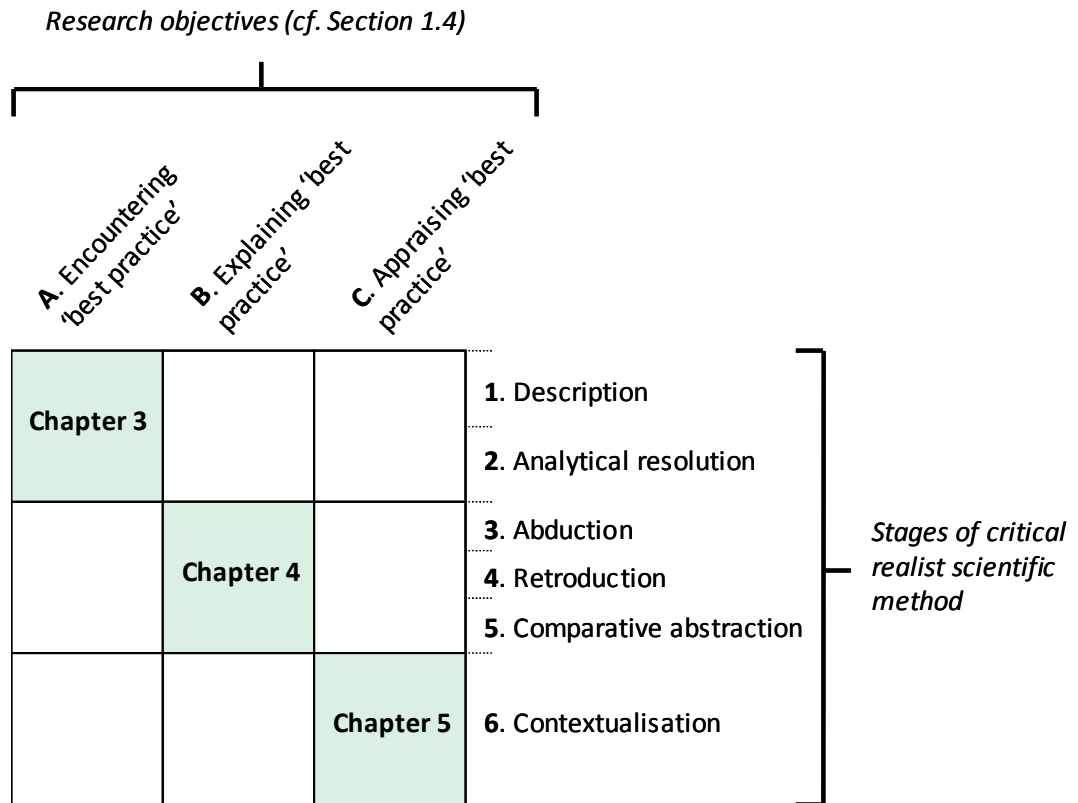 Research objectives (cf. Section 1.4)
A. Encountering
‘best practice’
B. Explaining ‘best
practice’
C. Appraising ‘best
practice’
Chapter 3
1. Description
2. Analytical resolution
Chapter 4
3. Abduction
4. Retroduction
5. Comparative abstraction
Chapter 5
6. Contextualisation
Stages of critical
realist scientific
method